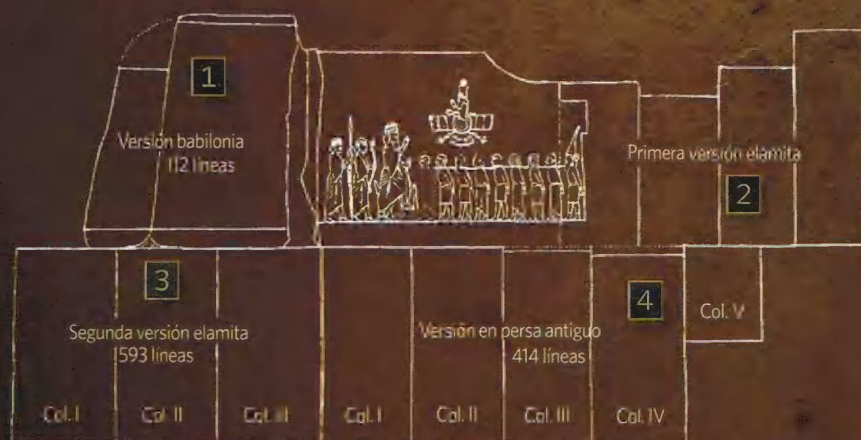 1
Versión babilonia
112 líneas
Primera versión elamita
2
3
Segunda versión elamita
593 líneas
4
Versión en persa antiguo
414 líneas
Col. V
Col. I
Col. II
Col. III
Col. I
Col. II
Col. III
Col. IV